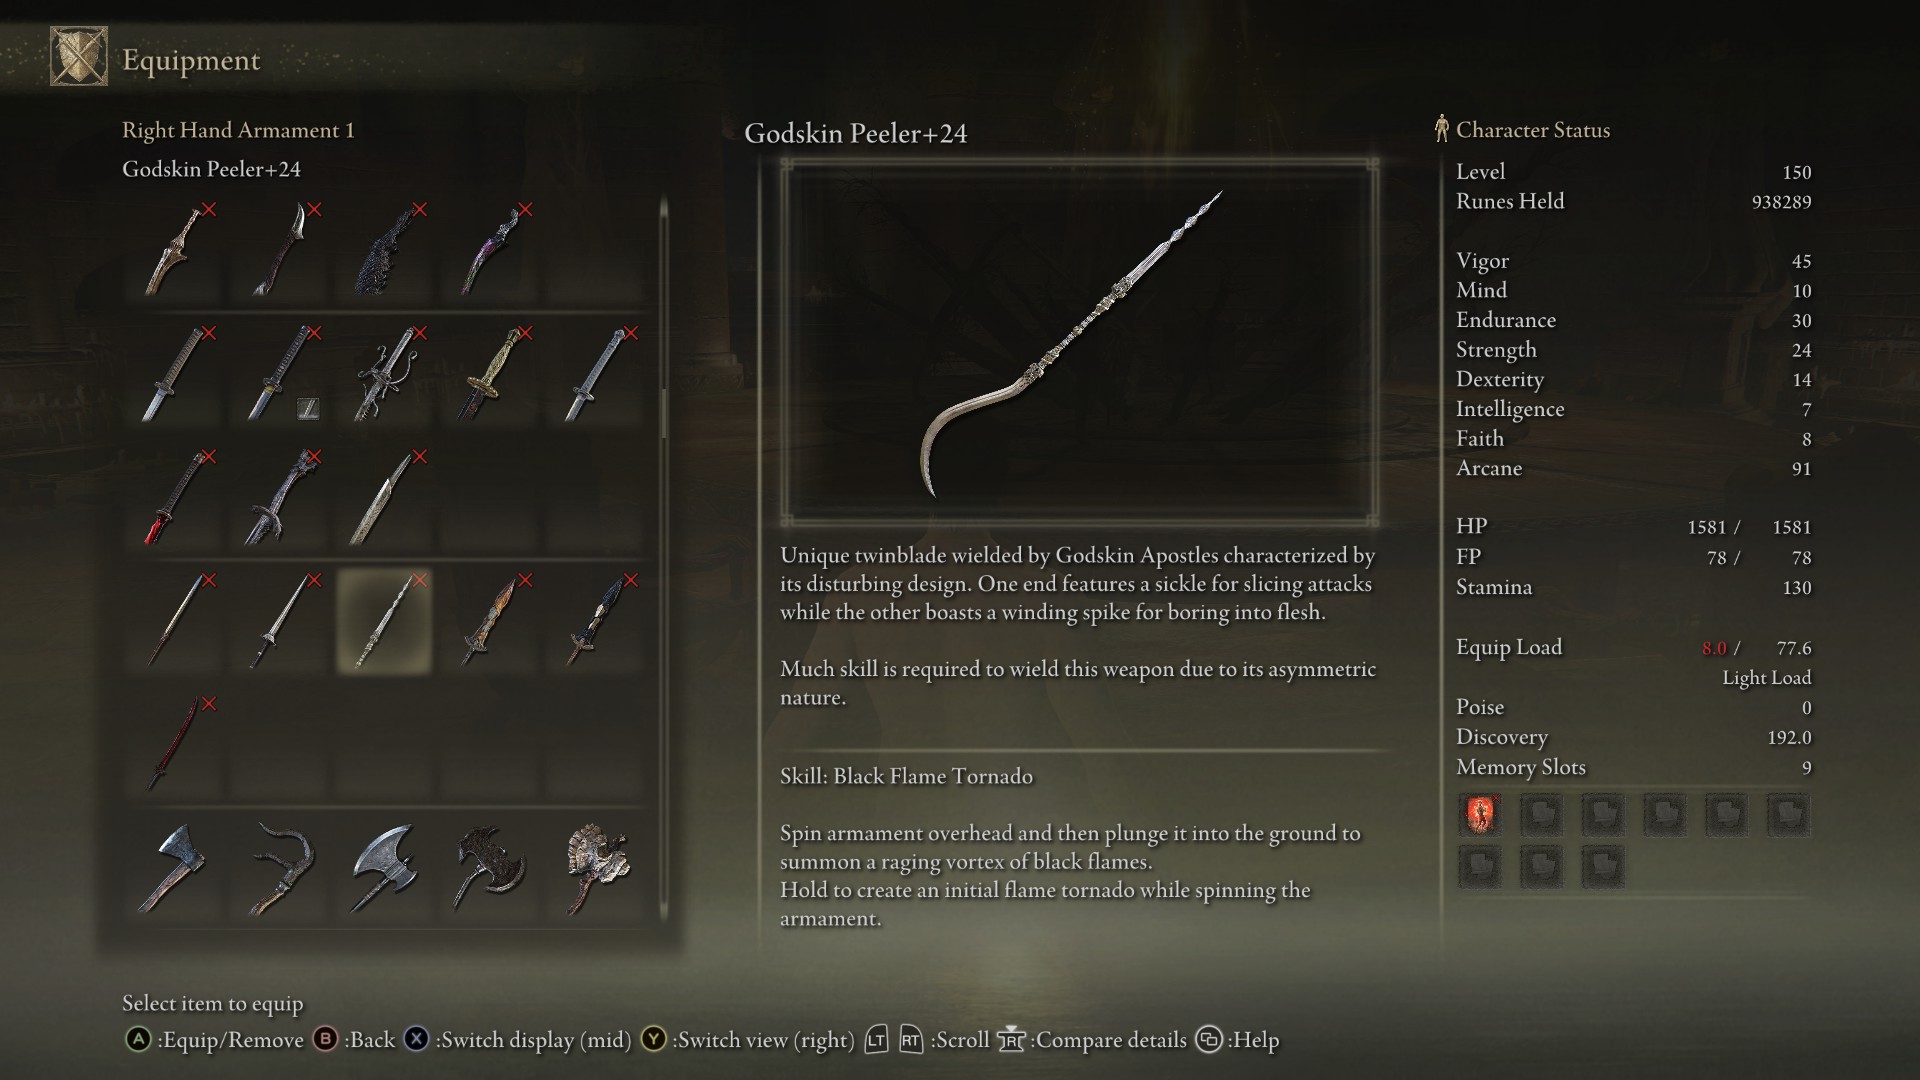 Equipment
Right Hand Armament 1
Godskin Peeler+24
Godskin Peeler+24
Unique twinblade wielded by Godskin Apostles characterized by
its disturbing design. One end features a sickle for slicing attacks
while the other boasts a winding spike for boring into flesh.
Much skill is required to wield this weapon due to its asymmetric
nature.
Skill: Black Flame Tornado
Spin armament overhead and then plunge it into the ground to
summon a raging vortex of black flames.
Hold to create an initial flame tornado while spinning the
armament.
Character Status
Level 150
Runes Held 938289
Vigor 45
Mind 10
Endurance 30
Strength 24
Dexterity 14
Intelligence 7
Faith 8
Arcane 91
HP 1581 / 1581
FP 78 / 78
Stamina 130
Equip Load 8.0 / 77.6
Light Load
Poise 0
Discovery 192.0
Memory Slots 9
Select item to equip
A :Equip/Remove B :Back X :Switch display (mid) Y :Switch view (right) LT RT :Scroll R :Compare details :Help